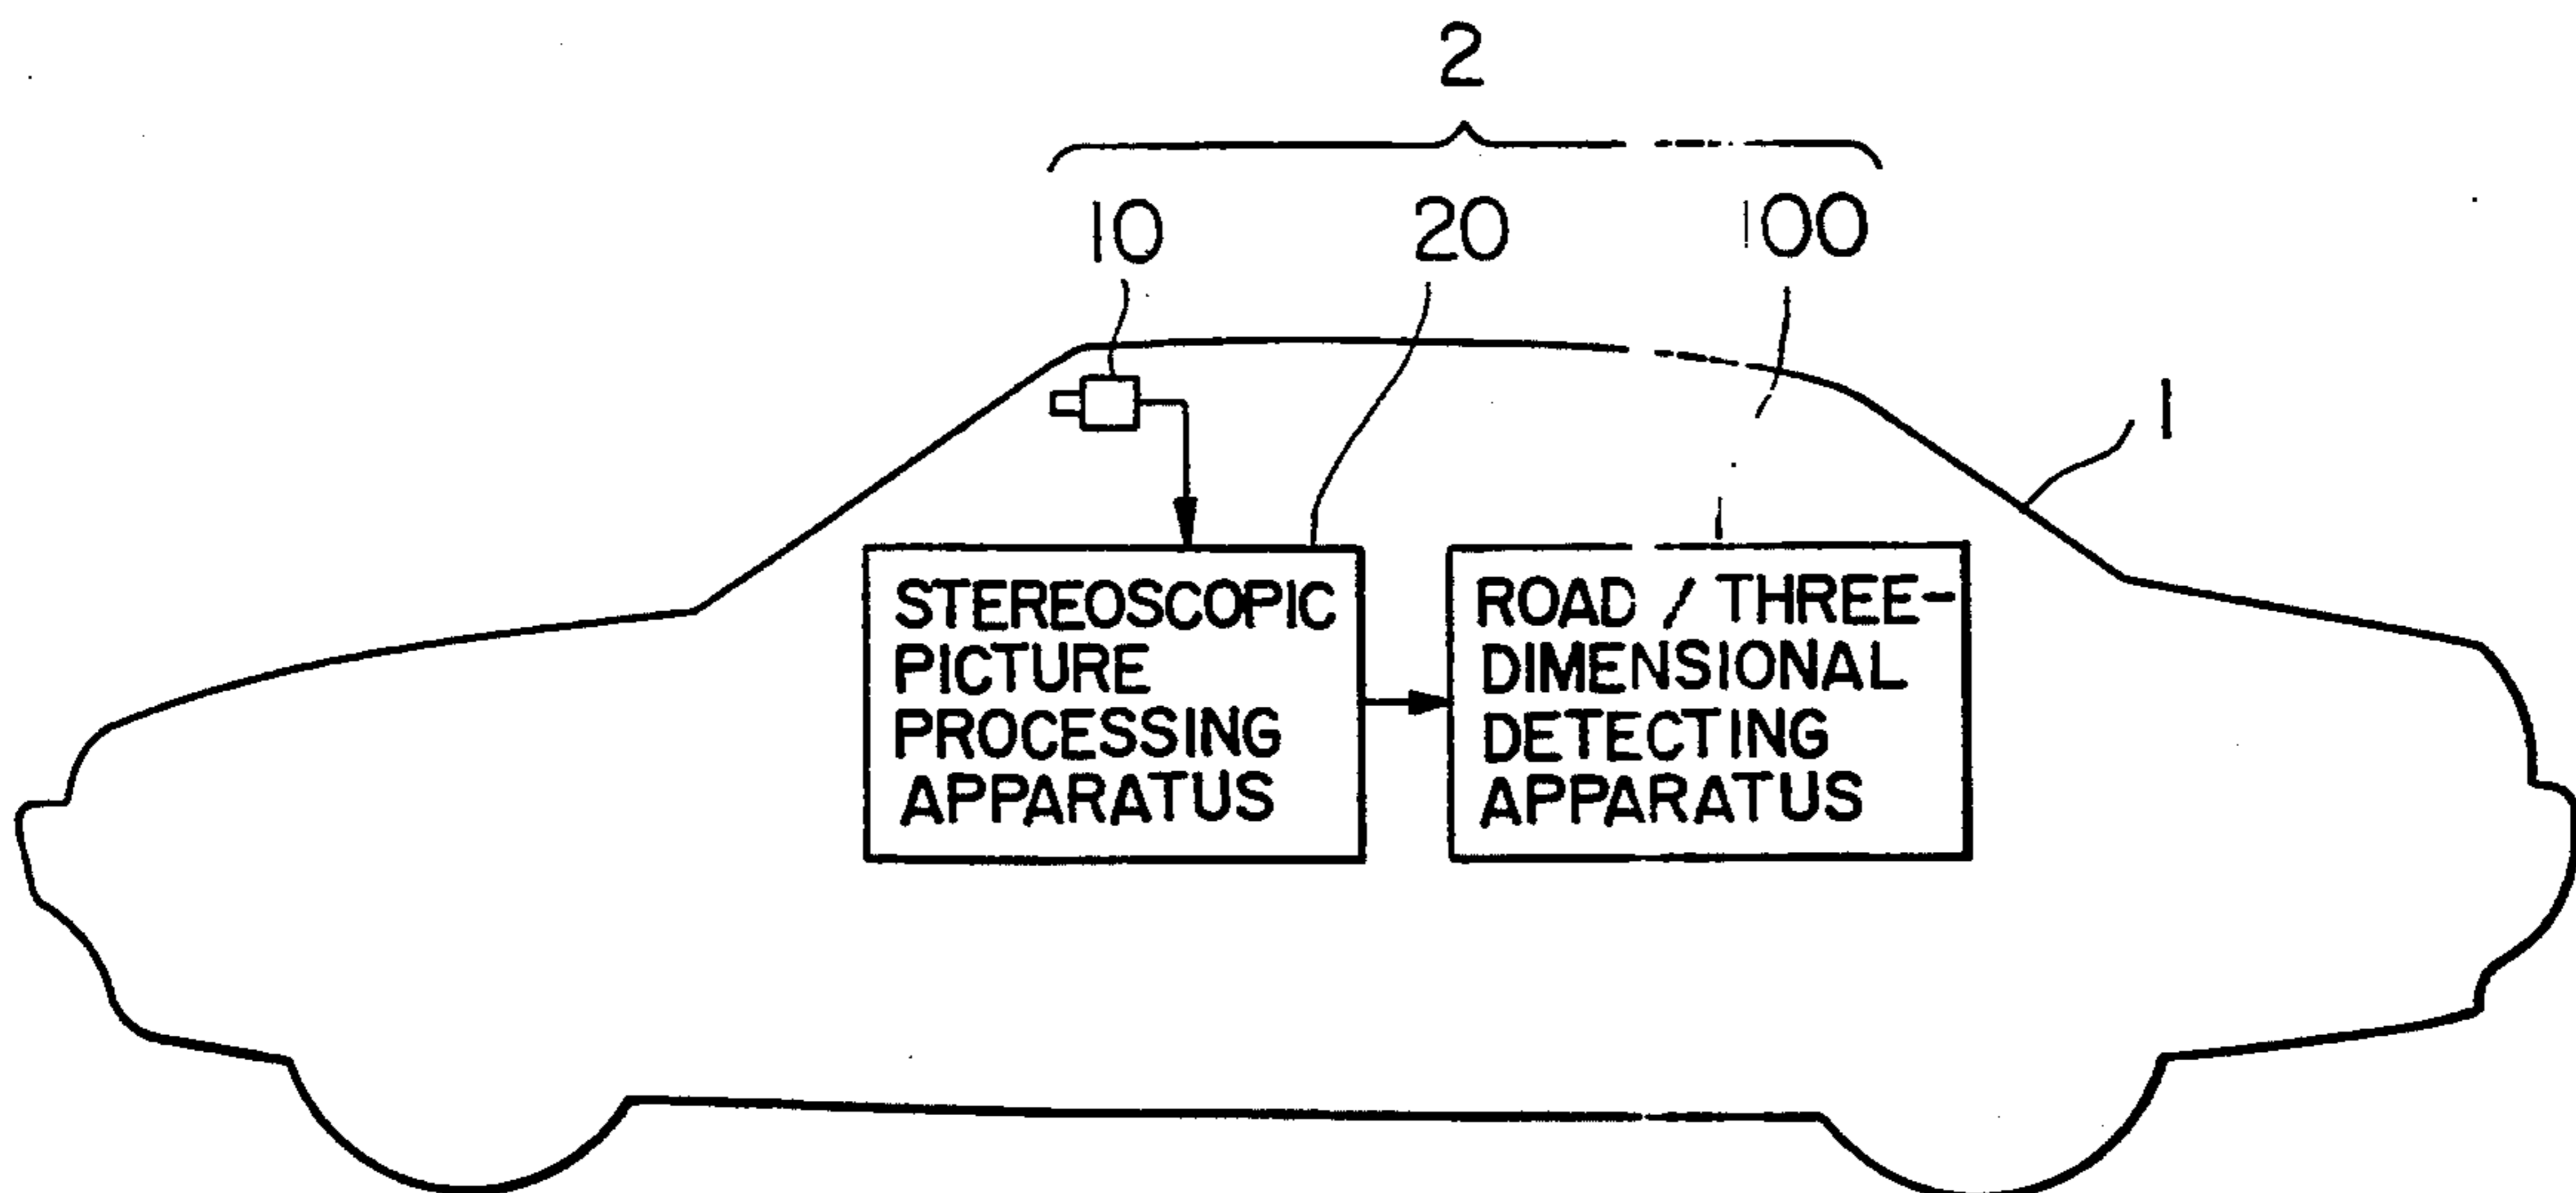 2
10 20 100
1
STEREOSCOPIC
PICTURE
PROCESSING
APPARATUS
ROAD / THREE-
DIMENSIONAL
DETECTING
APPARATUS